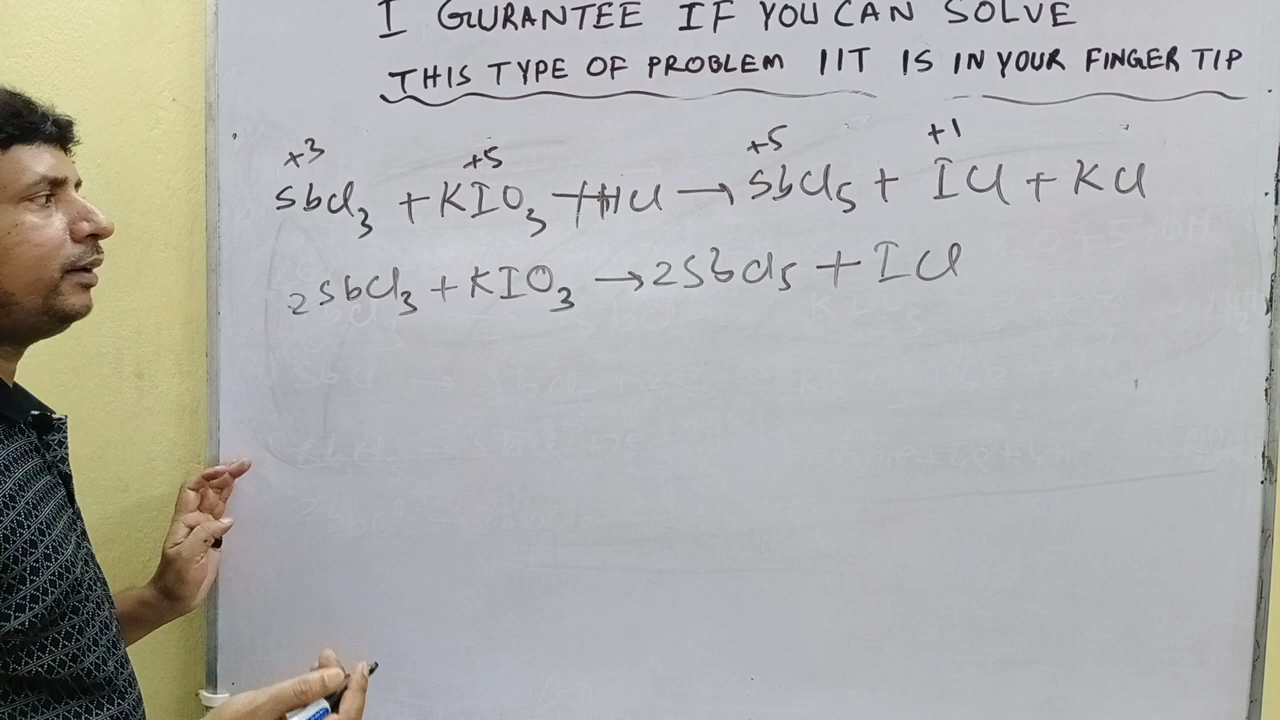 I GURANTEE IF YOU CAN SOLVE
THIS TYPE OF PROBLEM IIT IS IN YOUR FINGER TIP
+3 +5 +5 +1
SbCl3 + KIO3 + HCl → SbCl5 + ICl + KCl
2SbCl3 + KIO3 → 2SbCl5 + ICl